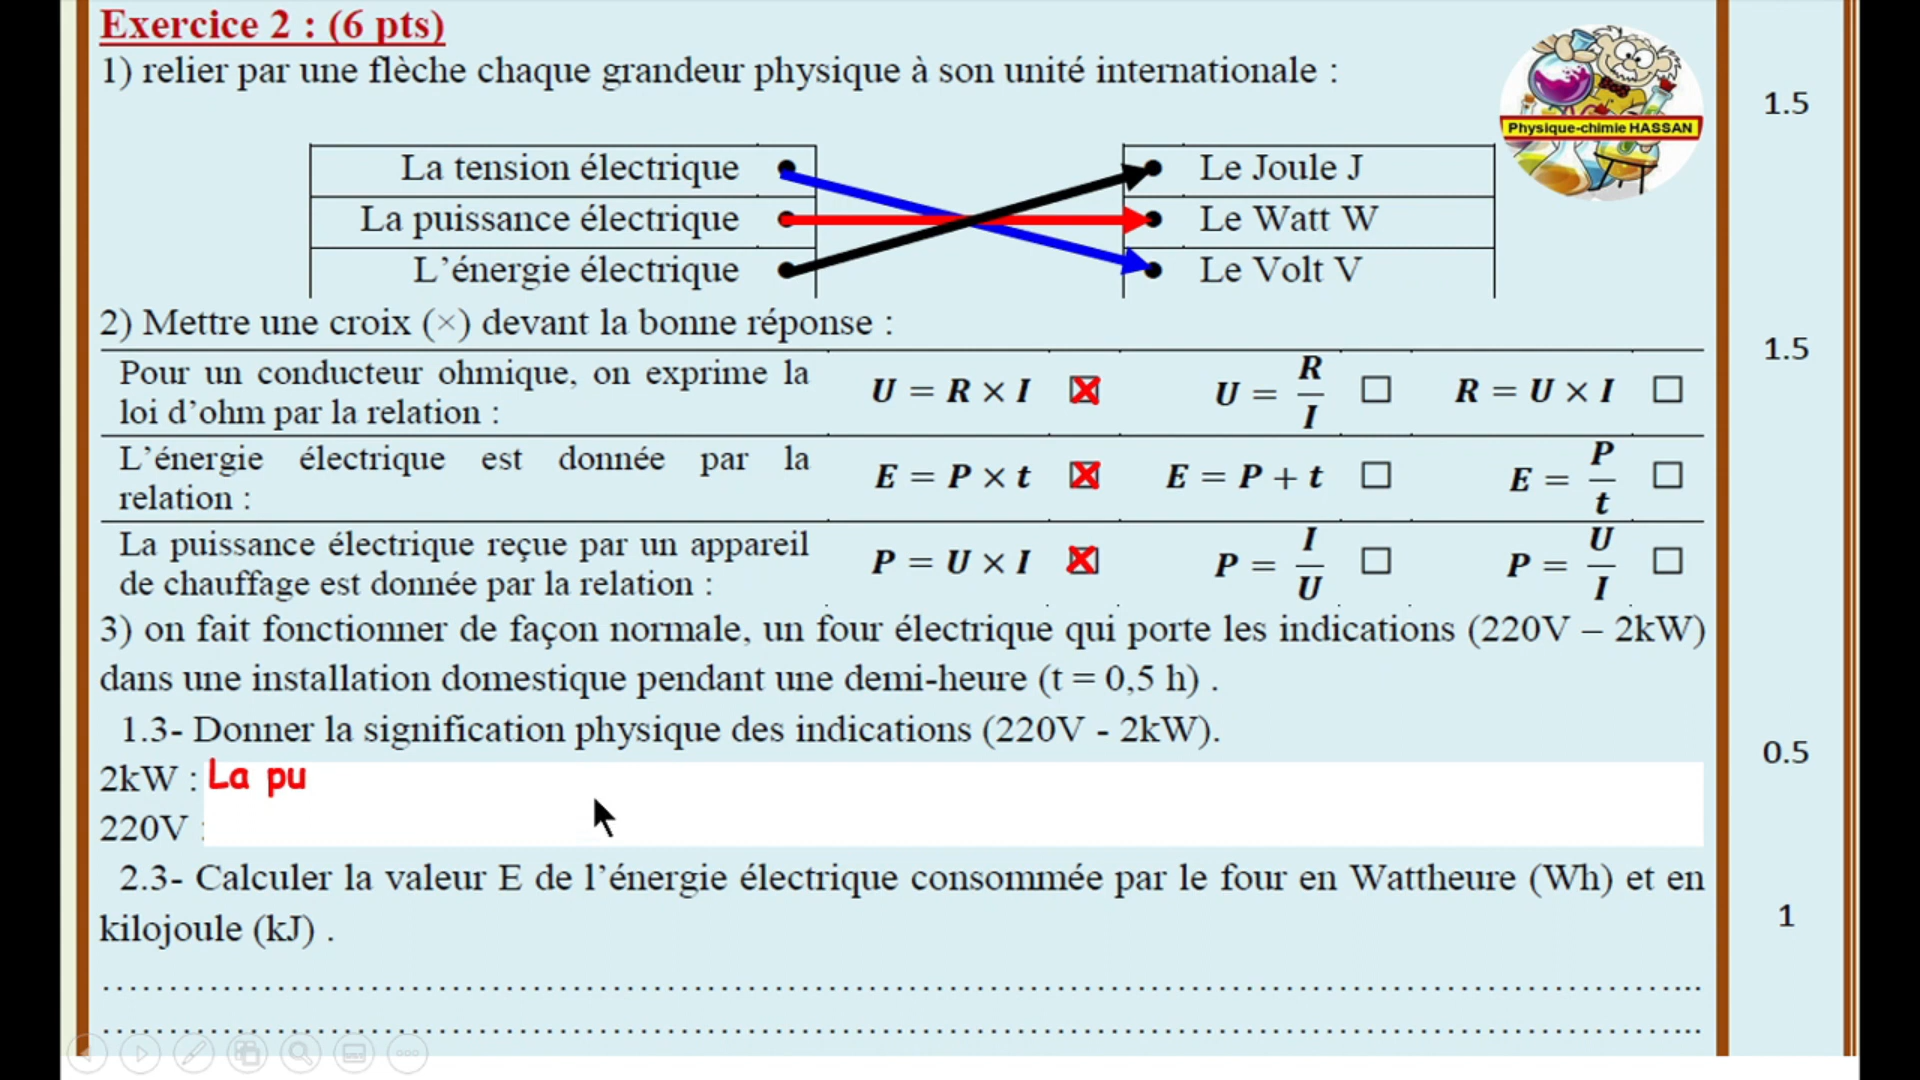 Exercice 2 : (6 pts)
1) relier par une flèche chaque grandeur physique à son unité internationale :
1.5
Physique-chimie HASSAN
La tension électrique
Le Joule J
La puissance électrique
Le Watt W
L'énergie électrique
Le Volt V
2) Mettre une croix (×) devant la bonne réponse :
1.5
Pour un conducteur ohmique, on exprime la
loi d'ohm par la relation :
U = R × I ☒ U = R/I ☐ R = U × I ☐
L'énergie électrique est donnée par la
relation :
E = P × t ☒ E = P + t ☐ E = P/t ☐
La puissance électrique reçue par un appareil
de chauffage est donnée par la relation :
P = U × I ☒ P = I/U ☐ P = U/I ☐
3) on fait fonctionner de façon normale, un four électrique qui porte les indications (220V – 2kW)
dans une installation domestique pendant une demi-heure (t = 0,5 h) .
1.3- Donner la signification physique des indications (220V - 2kW).
0.5
2kW : La pu
220V :
2.3- Calculer la valeur E de l'énergie électrique consommée par le four en Wattheure (Wh) et en
kilojoule (kJ) .
1